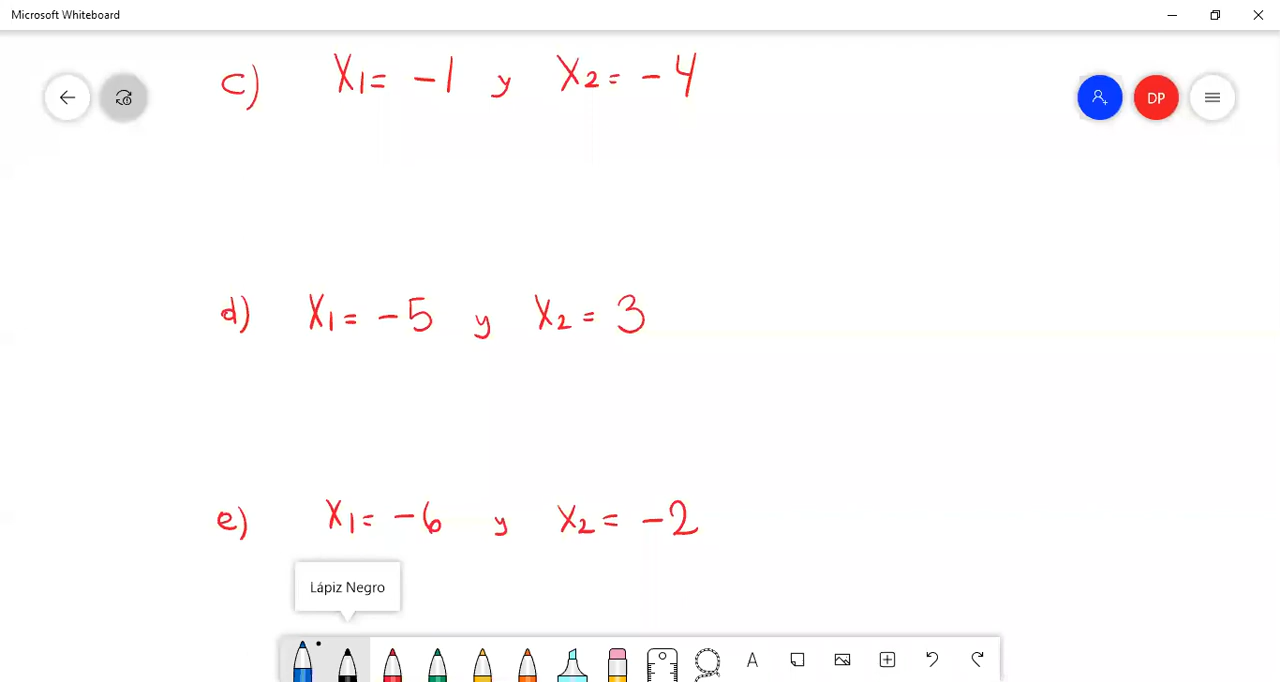 Microsoft Whiteboard
c) X1 = -1 y X2 = -4
DP
d) X1 = -5 y X2 = 3
e) X1 = -6 y X2 = -2
Lápiz Negro
A